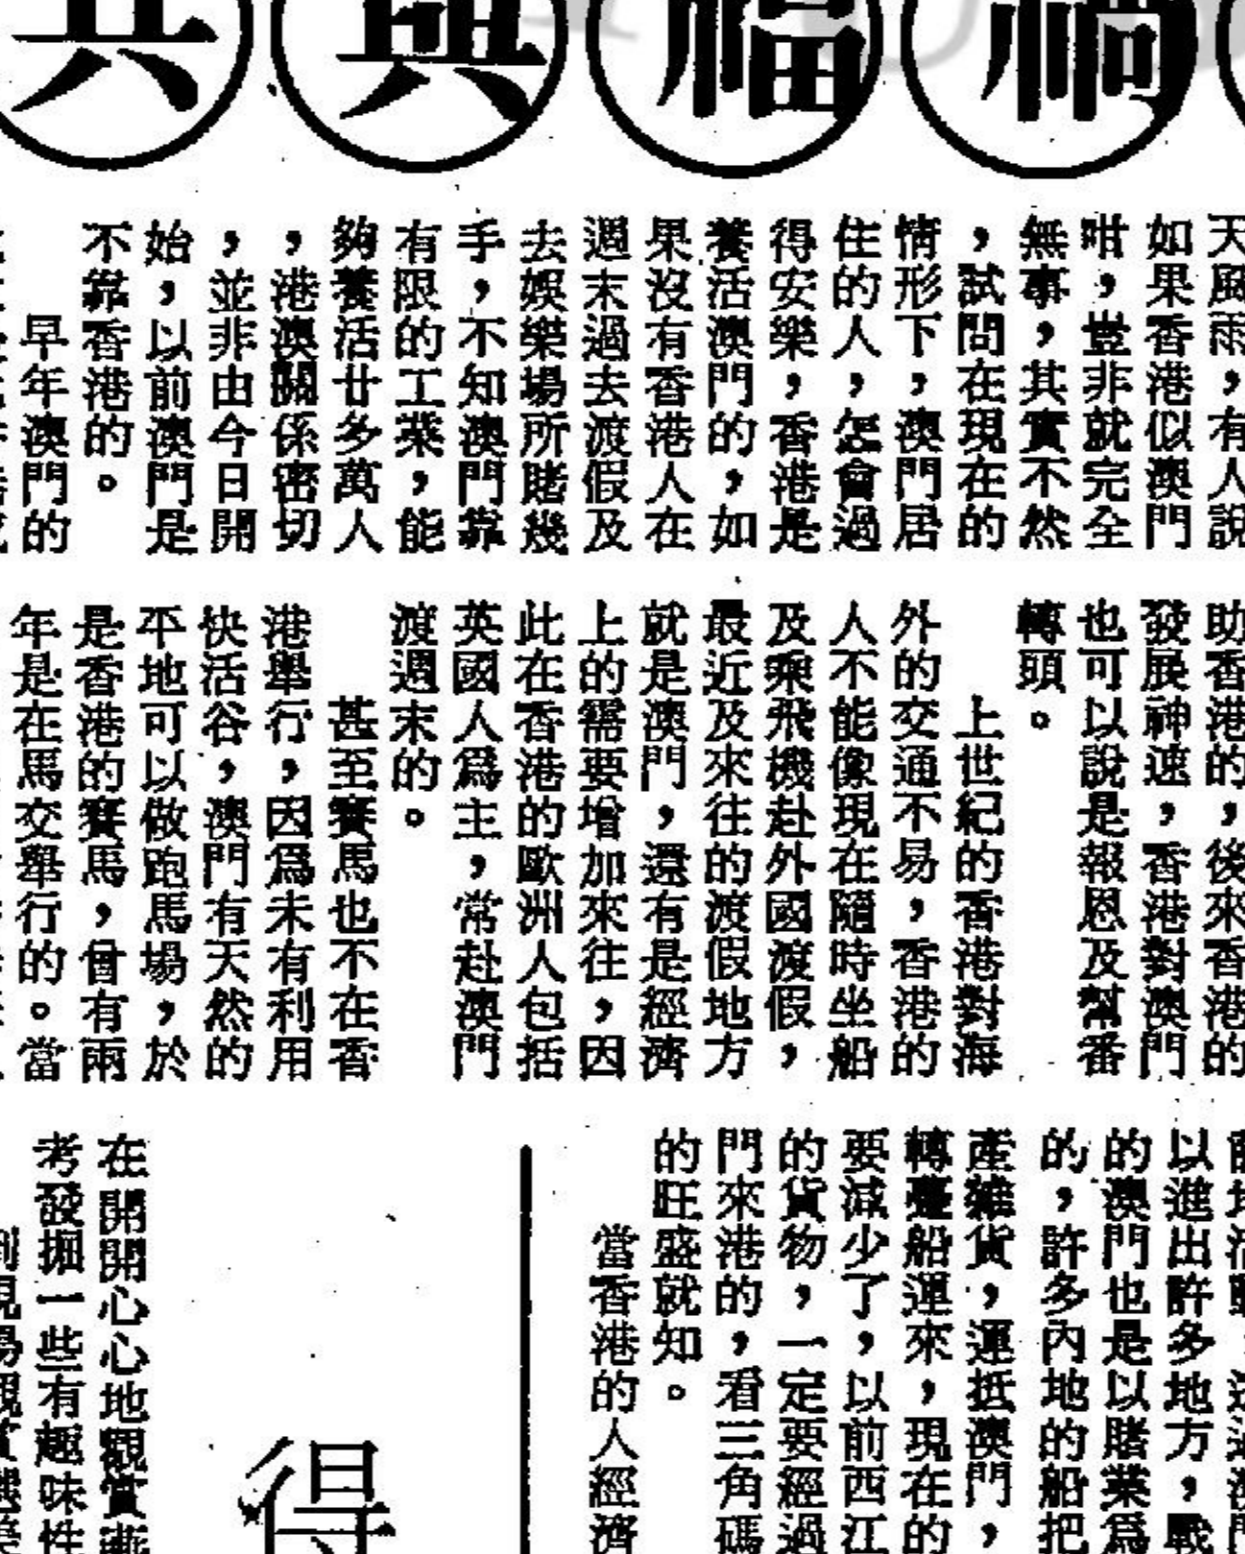 禍福與共
天風雨，有人說
如果香港似澳門
咁，豈非就完全
無事，其實不然
，試問在現在的
情形下，澳門居
住的人，怎會過
得安樂，香港是
養活澳門的，如
果沒有香港人在
週末過去渡假及
去娛樂場所賭幾
手，不知澳門靠
有限的工業，能
夠養活廿多萬人
，港澳關係密切
，並非由今日開
始，以前澳門是
不靠香港的。
早年澳門的
助香港的，後來香港的
發展神速，香港對澳門
也可以說是報恩及幫番
轉頭。
上世紀的香港對海
外的交通不易，香港的
人不能像現在隨時坐船
及乘飛機赴外國渡假，
最近及來往的渡假地方
就是澳門，還有是經濟
上的需要增加來往，因
此在香港的歐洲人包括
英國人爲主，常赴澳門
渡週末的。
甚至賽馬也不在香
港舉行，因爲未有利用
快活谷，澳門有天然的
平地可以做跑馬場，於
是香港的賽馬，曾有兩
年是在馬交舉行的。當
以進出許多地方，戰
的澳門也是以賭業爲
的，許多內地的船把
產雜貨，運抵澳門，
轉躉船運來，現在的
要減少了，以前西江
的貨物，一定要經過
門來港的，看三角碼
的旺盛就知。
當香港的人經濟
得
在開開心心地觀賞
考發掘一些有趣味性